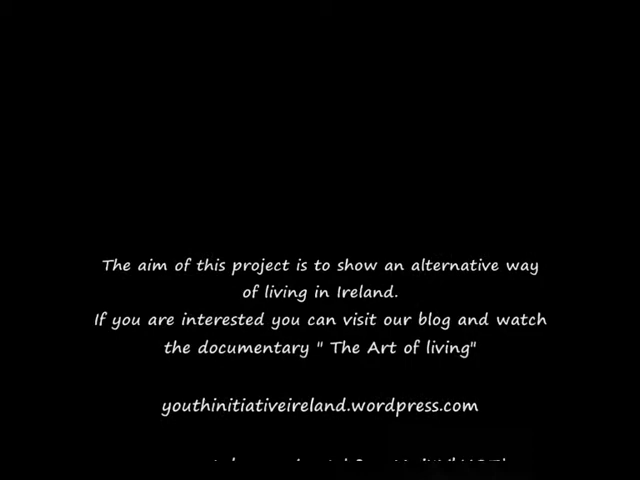 The aim of this project is to show an alternative way
of living in Ireland.
If you are interested you can visit our blog and watch
the documentary " The Art of living"
youthinitiativeireland.wordpress.com